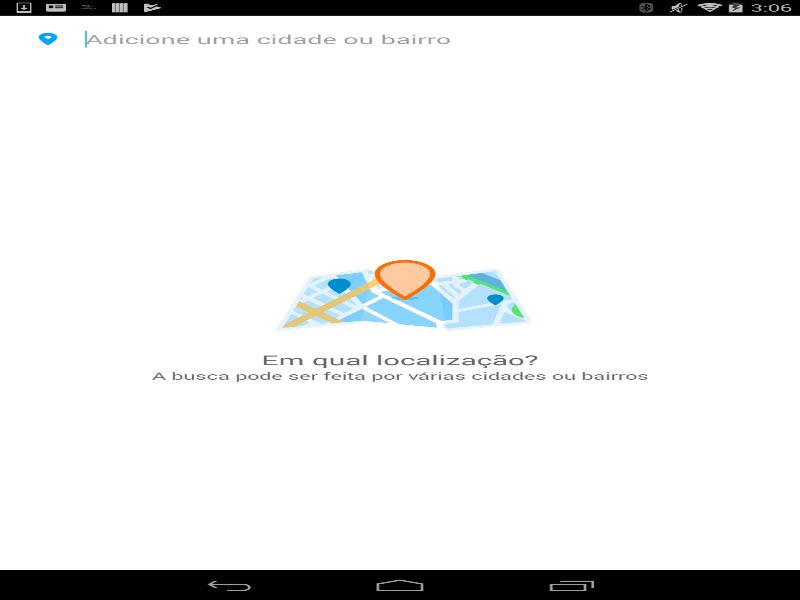 3:06
Adicione uma cidade ou bairro
Em qual localização?
A busca pode ser feita por várias cidades ou bairros